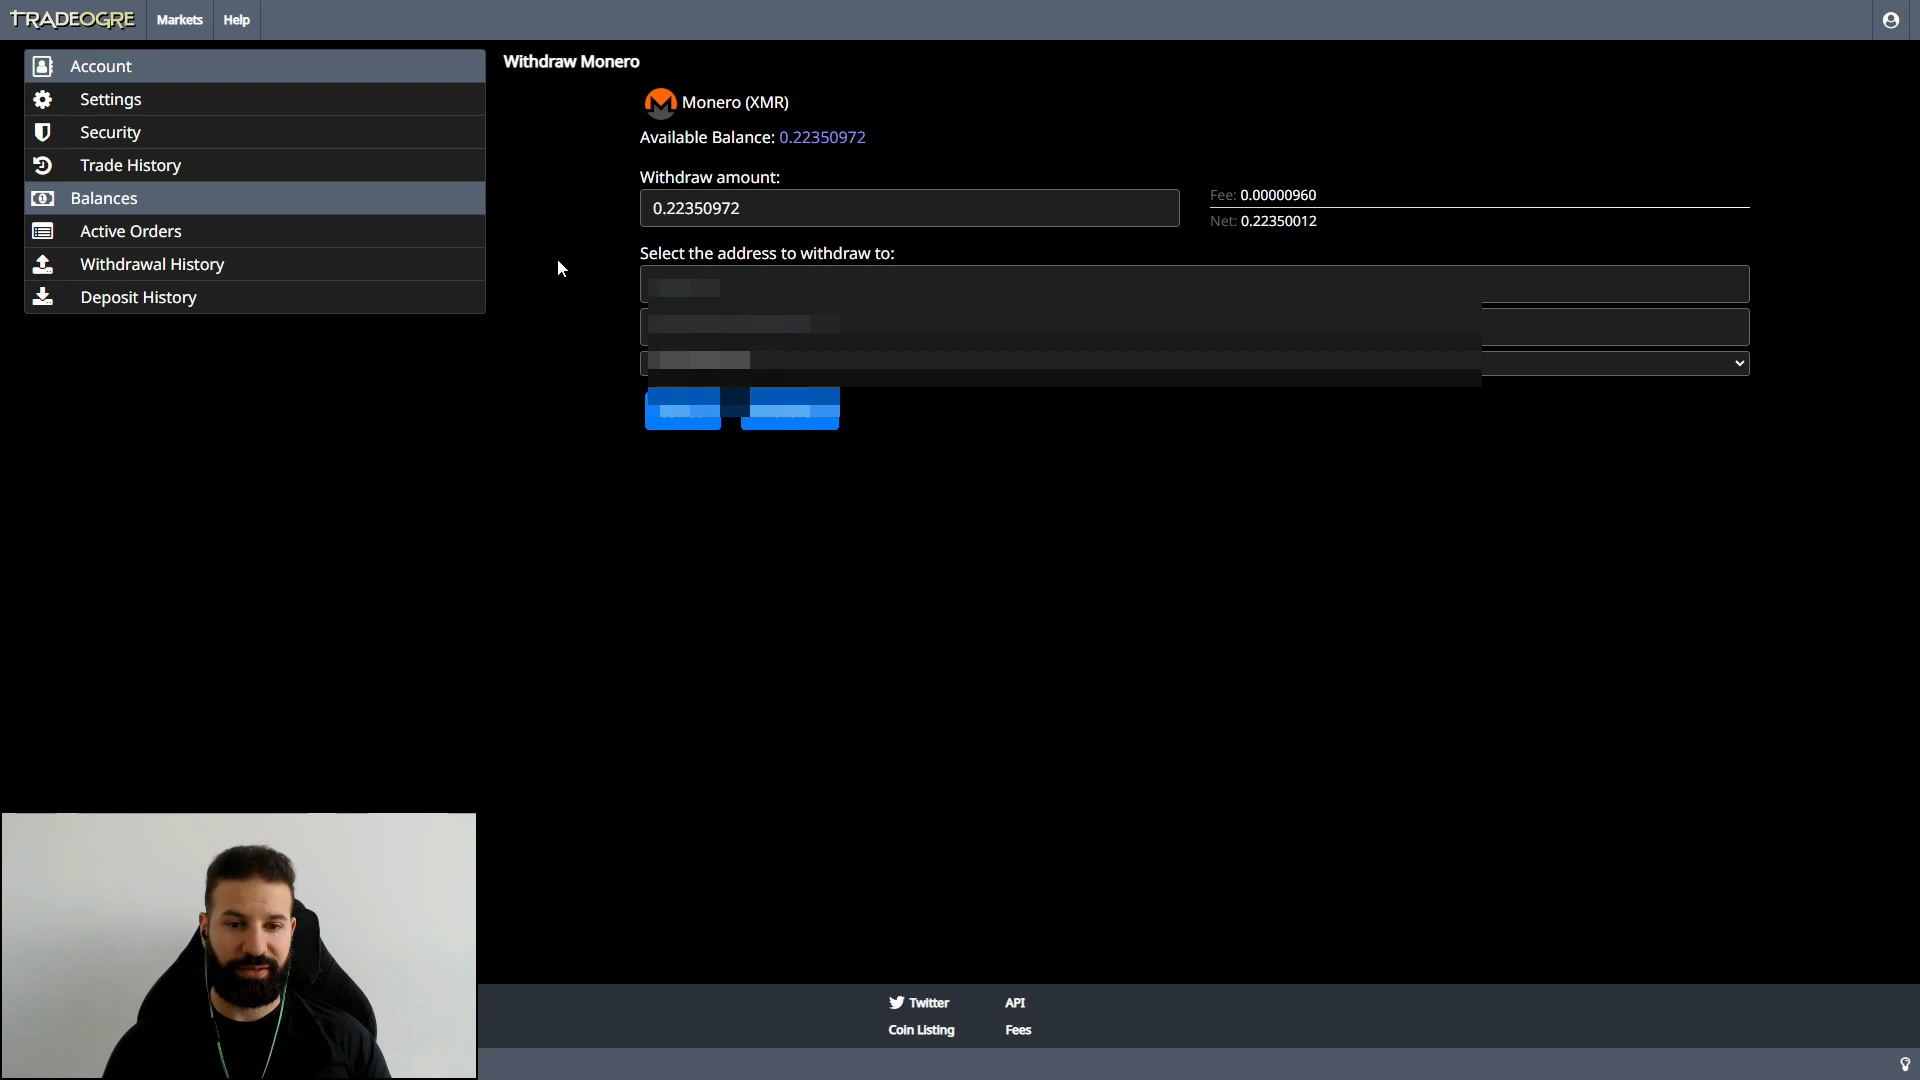 TRADEOGRE
Markets
Help
Account
Settings
Security
Trade History
Balances
Active Orders
Withdrawal History
Deposit History
Withdraw Monero
Monero (XMR)
Available Balance: 0.22350972
Withdraw amount:
0.22350972
Fee: 0.00000960
Net: 0.22350012
Select the address to withdraw to:
Twitter
API
Coin Listing
Fees